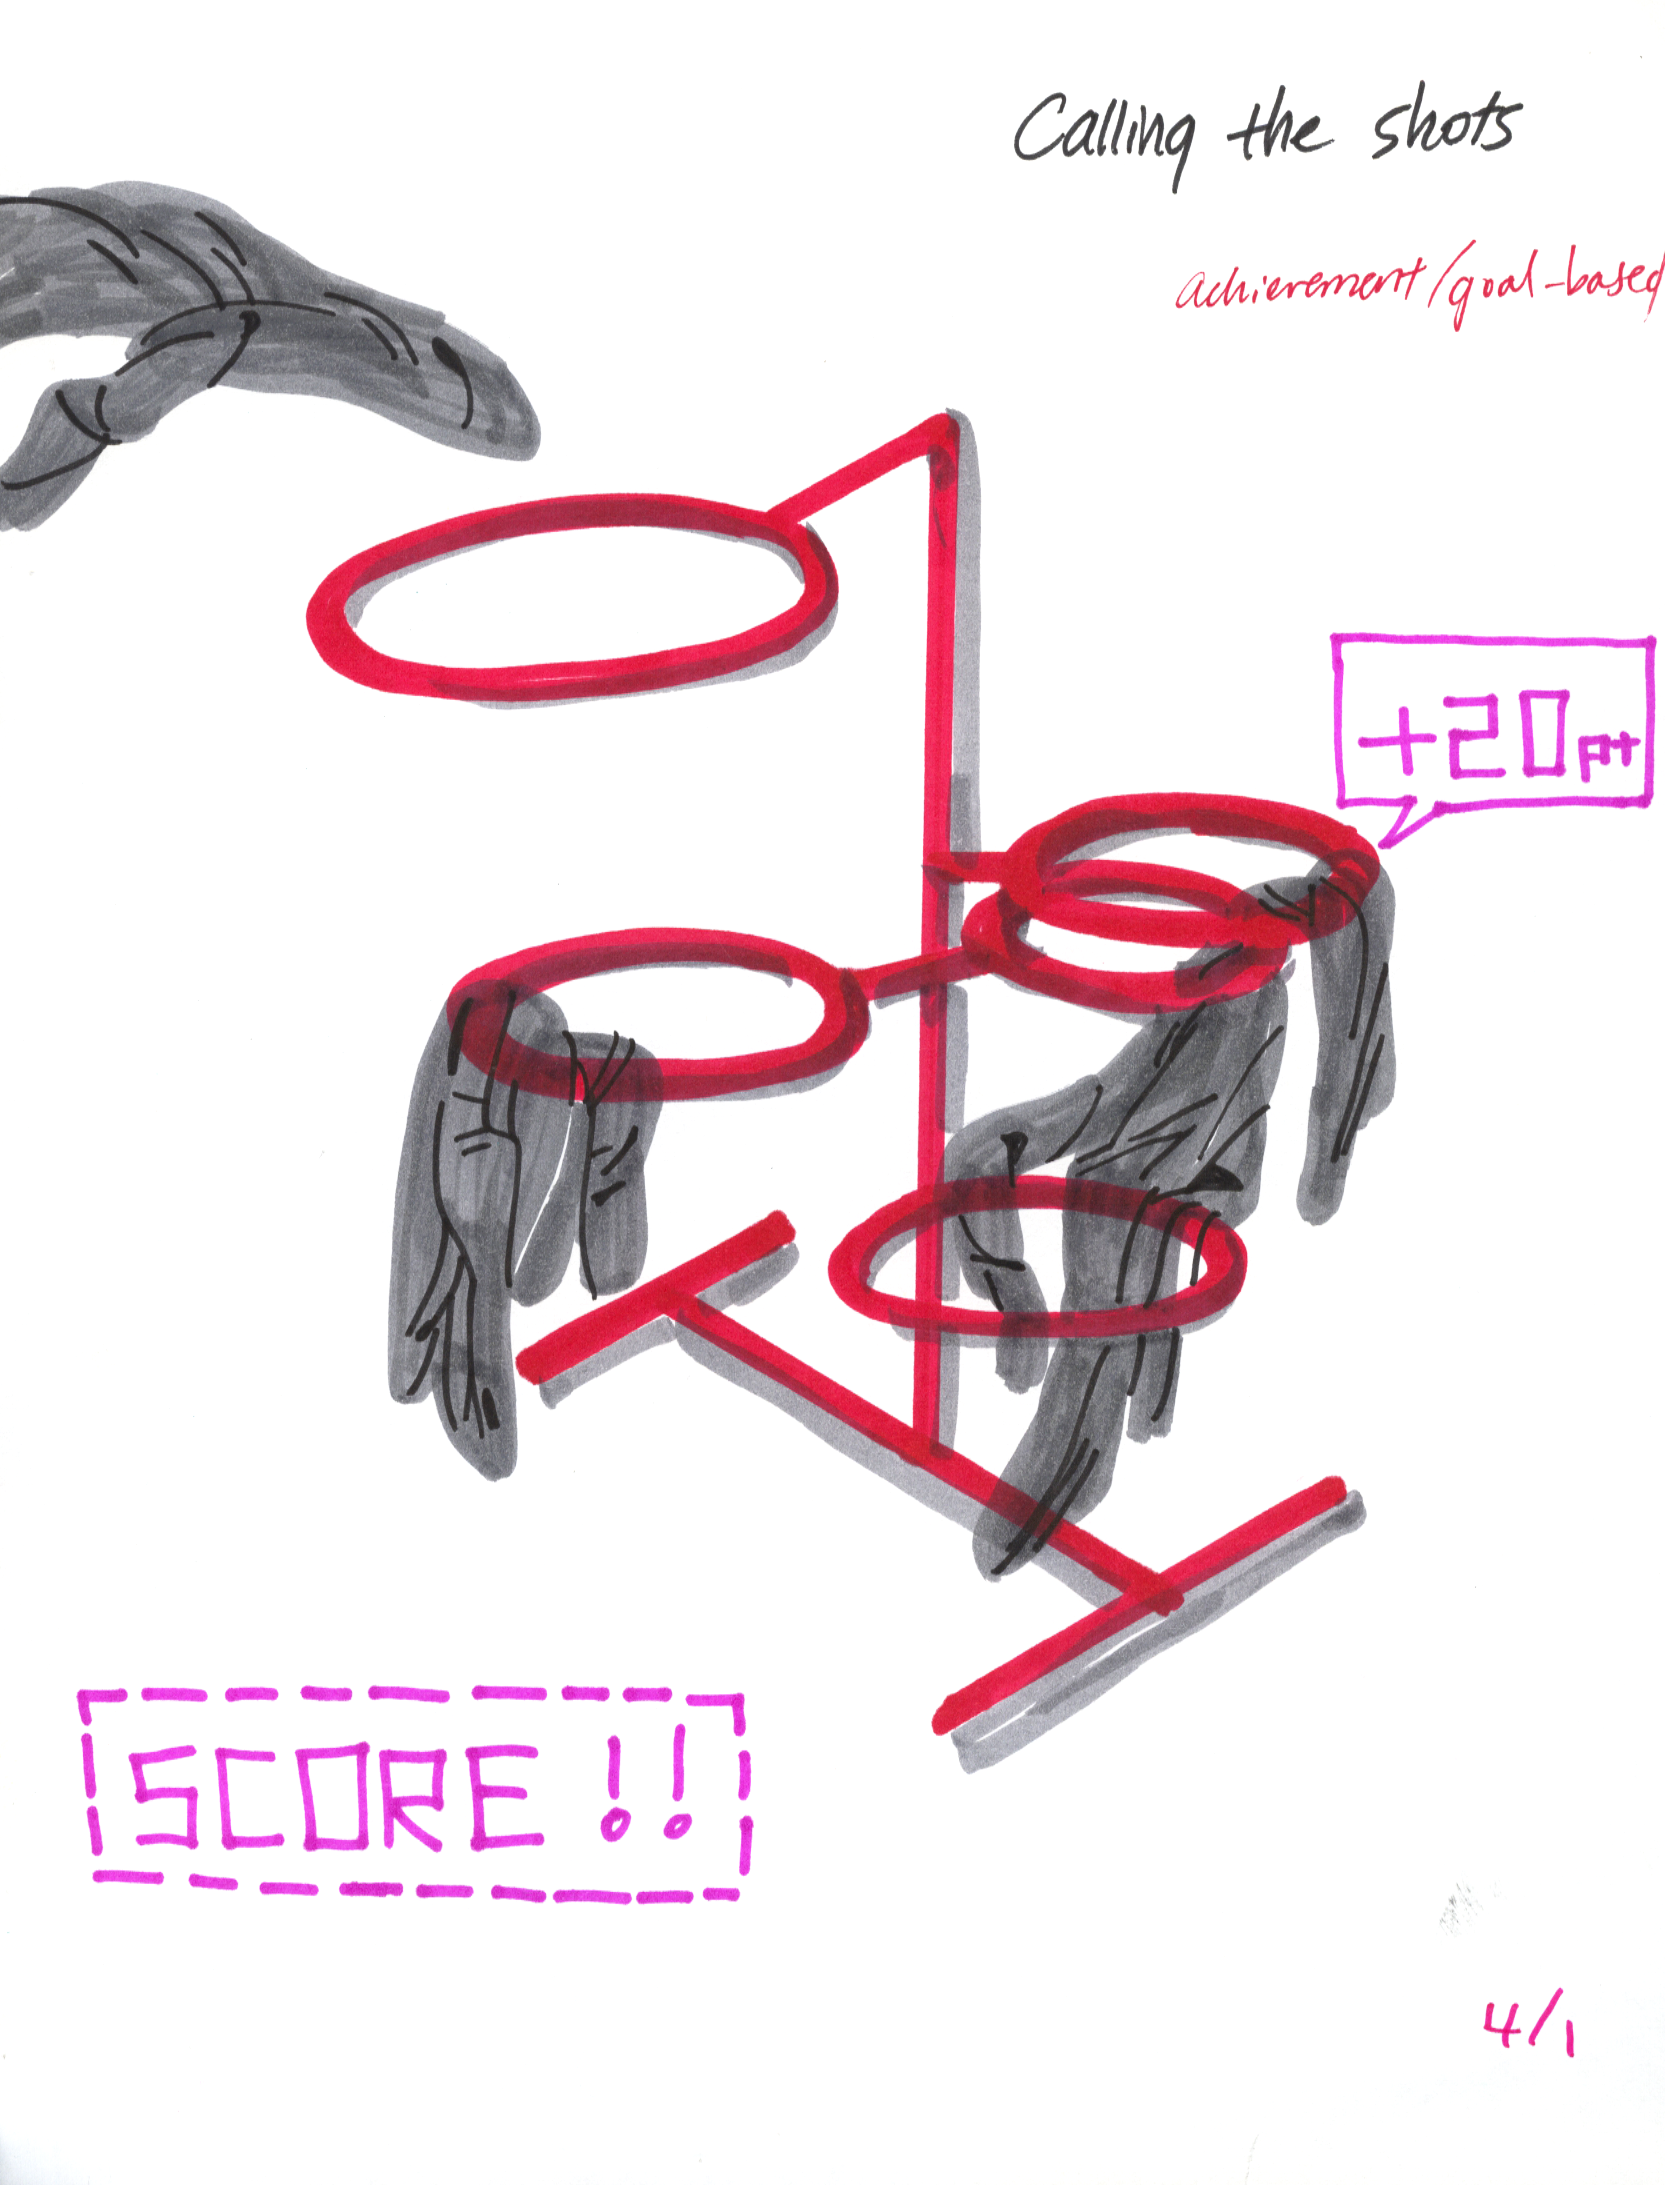 Calling the shots
achievement/goal-based
+20pt
SCORE!!
4/1